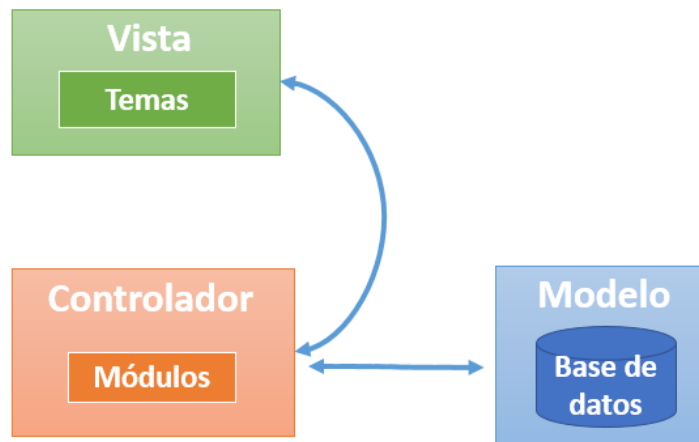 Vista
Temas
Controlador
Módulos
Modelo
Base de
datos